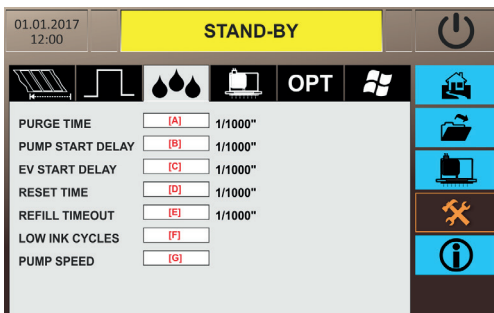 01.01.2017
12:00
STAND-BY
OPT
PURGE TIME [A] 1/1000"
PUMP START DELAY [B] 1/1000"
EV START DELAY [C] 1/1000"
RESET TIME [D] 1/1000"
REFILL TIMEOUT [E] 1/1000"
LOW INK CYCLES [F]
PUMP SPEED [G]